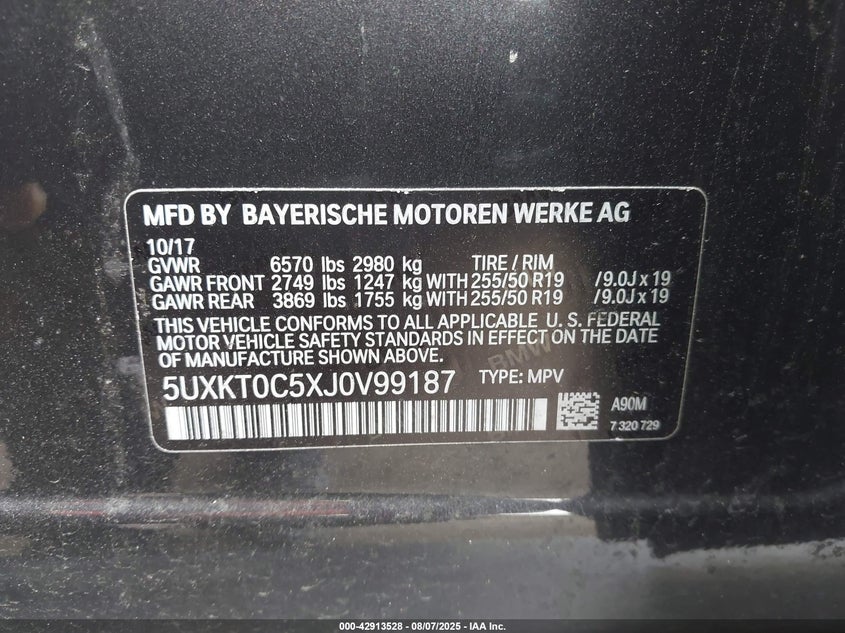 MFD BY BAYERISCHE MOTOREN WERKE AG
10/17
GVWR 6570 lbs 2980 kg TIRE / RIM
GAWR FRONT 2749 lbs 1247 kg WITH 255/50 R19 /9.0J x 19
GAWR REAR 3869 lbs 1755 kg WITH 255/50 R19 /9.0J x 19
THIS VEHICLE CONFORMS TO ALL APPLICABLE U. S. FEDERAL
MOTOR VEHICLE SAFETY STANDARDS IN EFFECT ON THE DATE
OF MANUFACTURE SHOWN ABOVE.
5UXKT0C5XJ0V99187 TYPE: MPV
A90M
7 320 729
000-42913528 - 08/07/2025 - IAA Inc.